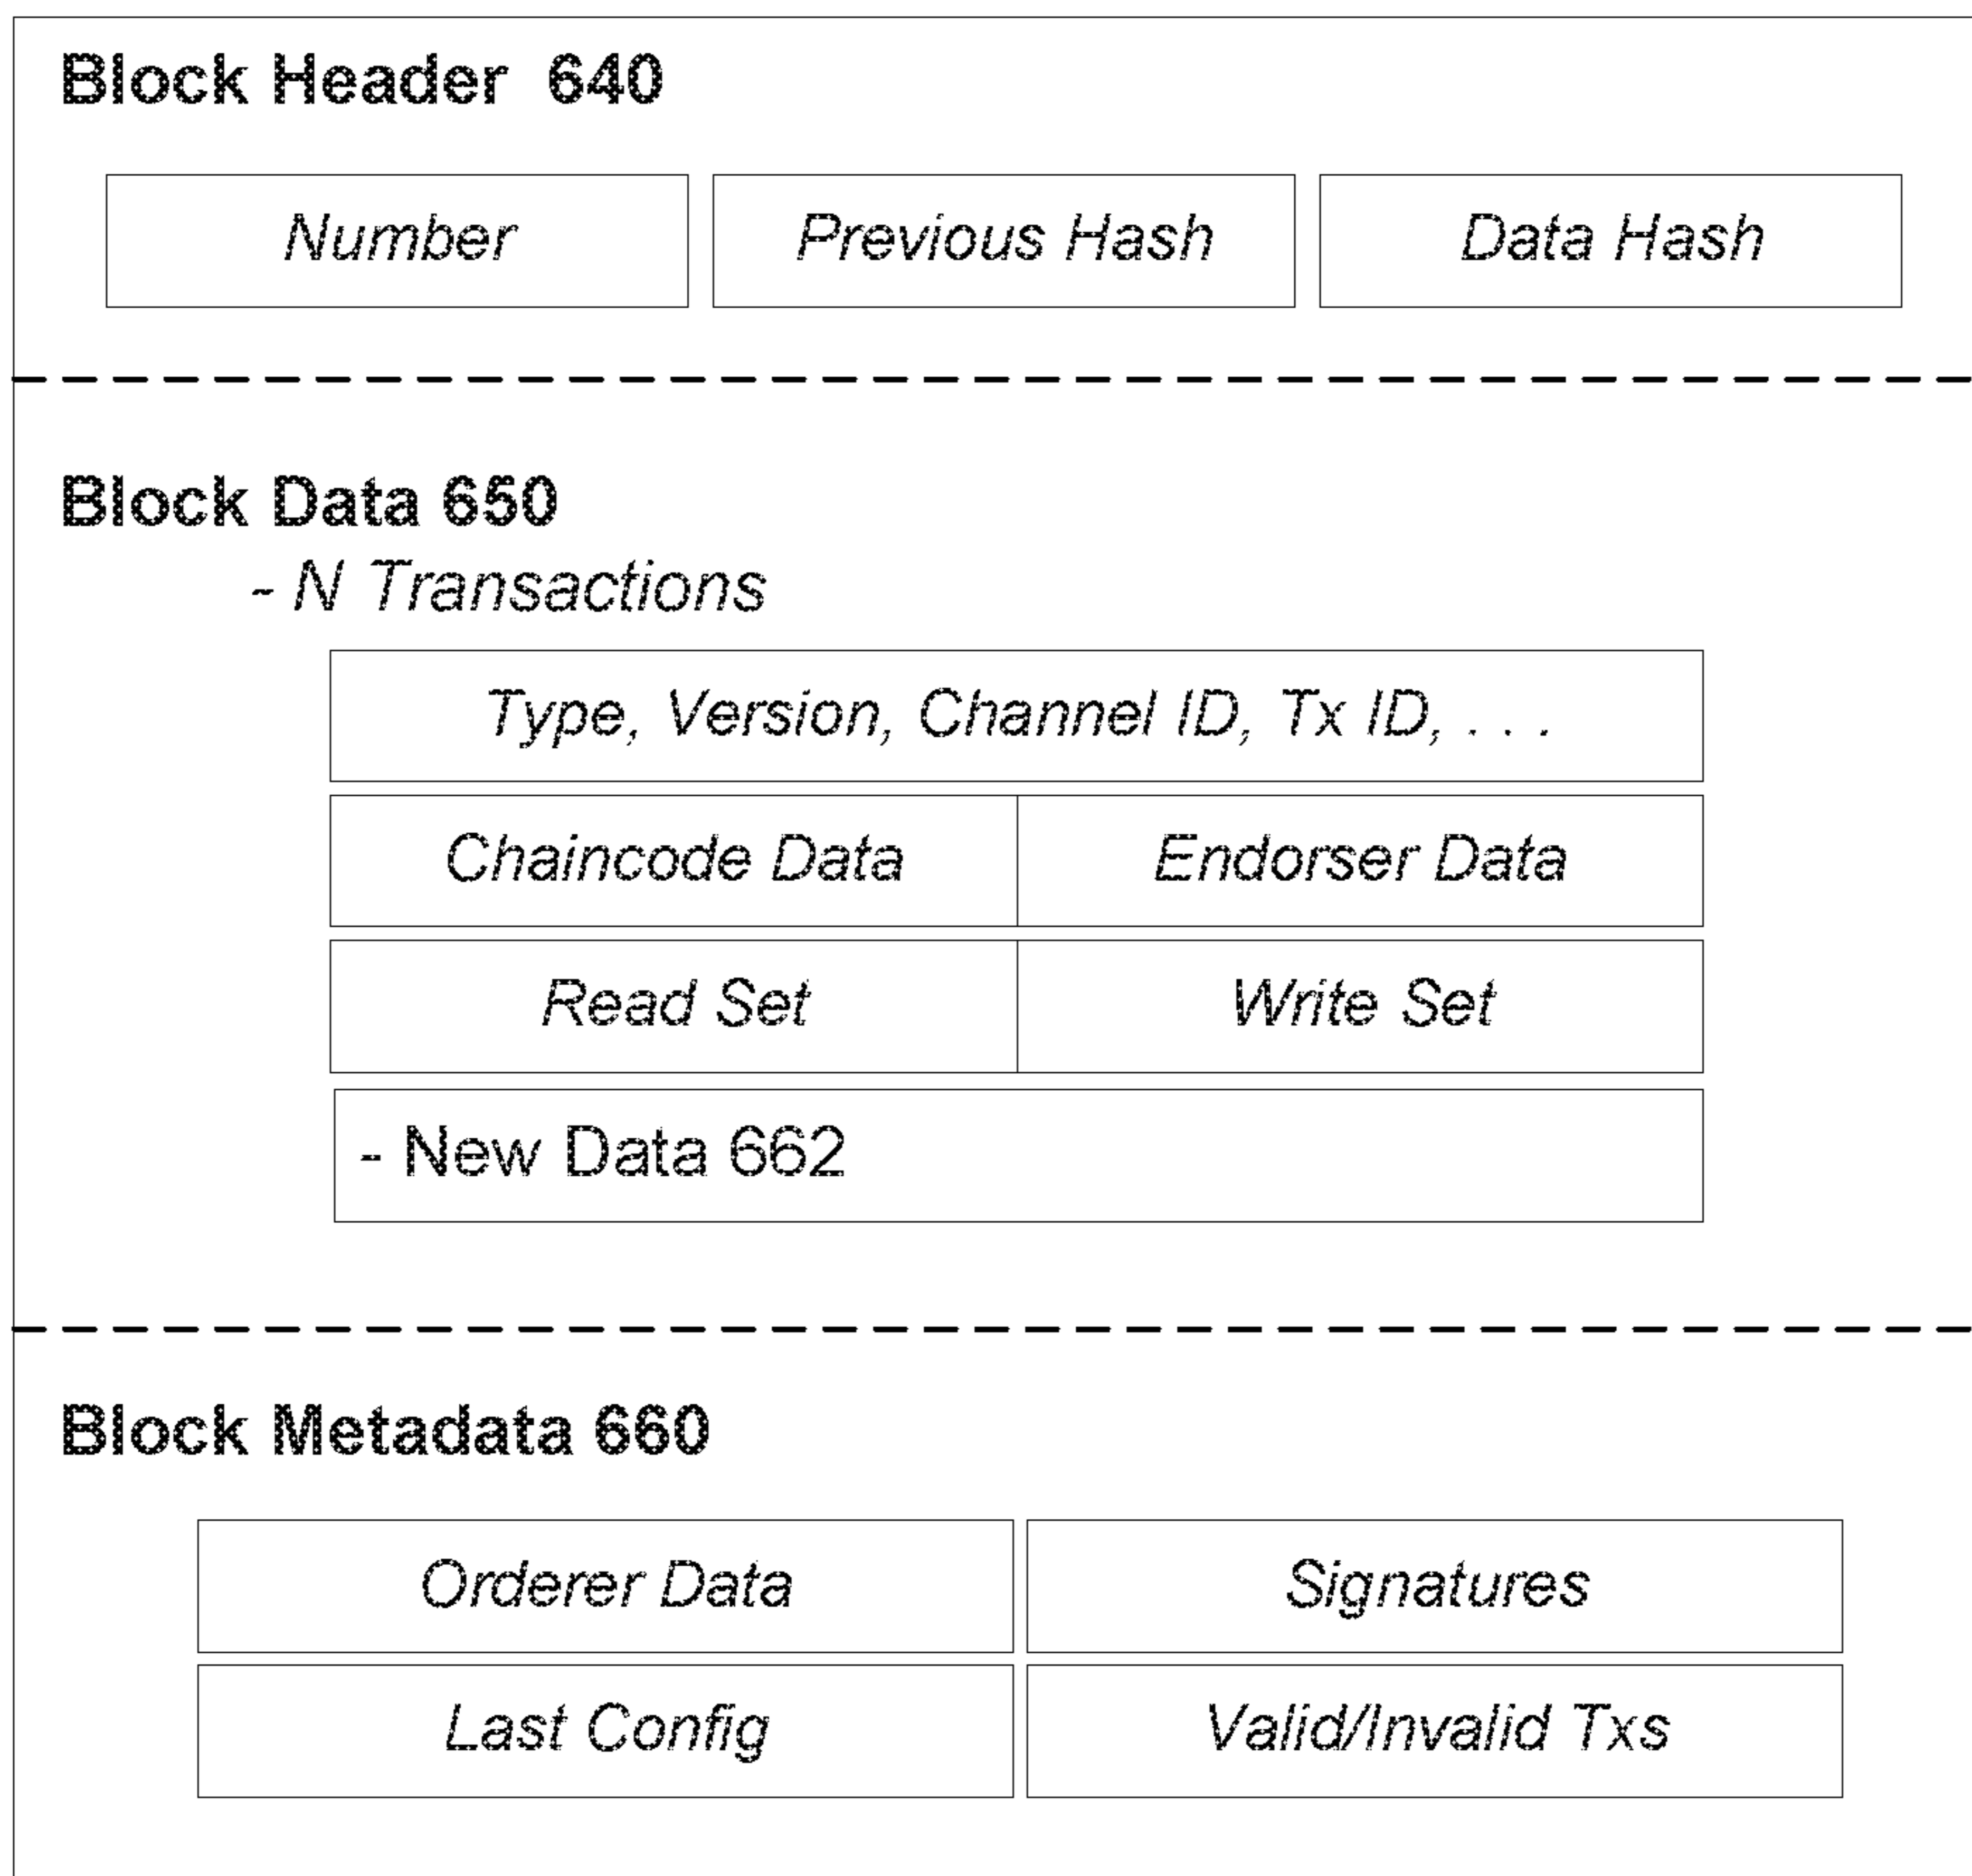 Block Header 640
Number Previous Hash Data Hash
Block Data 650
- N Transactions
Type, Version, Channel ID, Tx ID, . . .
Chaincode Data Endorser Data
Read Set Write Set
- New Data 662
Block Metadata 660
Orderer Data Signatures
Last Config Valid/Invalid Txs